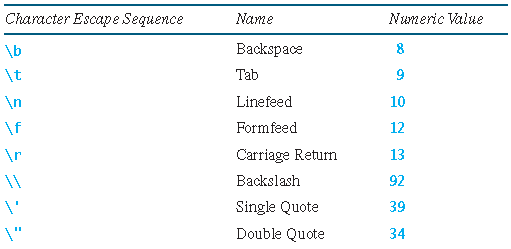 Character Escape Sequence Name Numeric Value
\b Backspace 8
\t Tab 9
\n Linefeed 10
\f Formfeed 12
\r Carriage Return 13
\\ Backslash 92
\' Single Quote 39
\" Double Quote 34